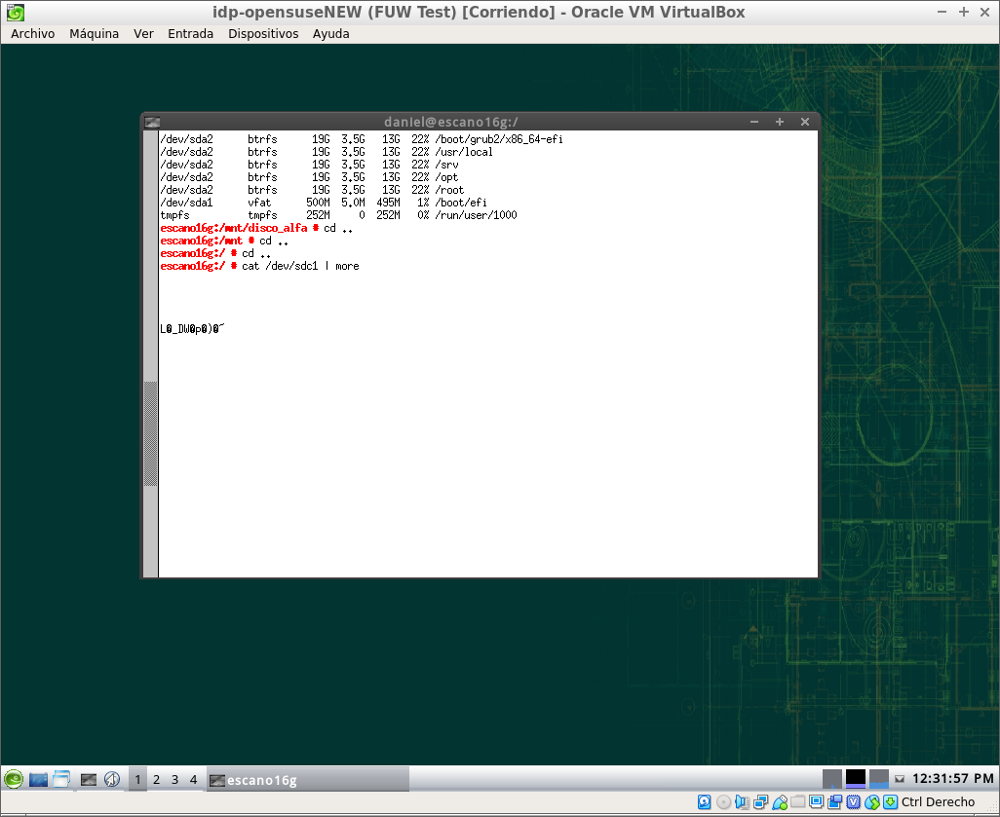 idp-opensuseNEW (FUW Test) [Corriendo] - Oracle VM VirtualBox
Archivo Máquina Ver Entrada Dispositivos Ayuda
daniel@escano16g:/
/dev/sda2 btrfs 19G 3.5G 13G 22% /boot/grub2/x86_64-efi
/dev/sda2 btrfs 19G 3.5G 13G 22% /usr/local
/dev/sda2 btrfs 19G 3.5G 13G 22% /srv
/dev/sda2 btrfs 19G 3.5G 13G 22% /opt
/dev/sda2 btrfs 19G 3.5G 13G 22% /root
/dev/sda1 vfat 500M 5.0M 495M 1% /boot/efi
tmpfs tmpfs 252M 0 252M 0% /run/user/1000
escano16g:/mnt/disco_alfa # cd ..
escano16g:/mnt # cd ..
escano16g:/ # cd ..
escano16g:/ # cat /dev/sdc1 | more
1 2 3 4 escano16g 12:31:57 PM
Ctrl Derecho